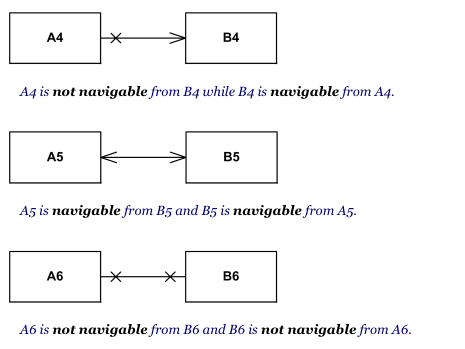 A4 B4
A4 is not navigable from B4 while B4 is navigable from A4.
A5 B5
A5 is navigable from B5 and B5 is navigable from A5.
A6 B6
A6 is not navigable from B6 and B6 is not navigable from A6.